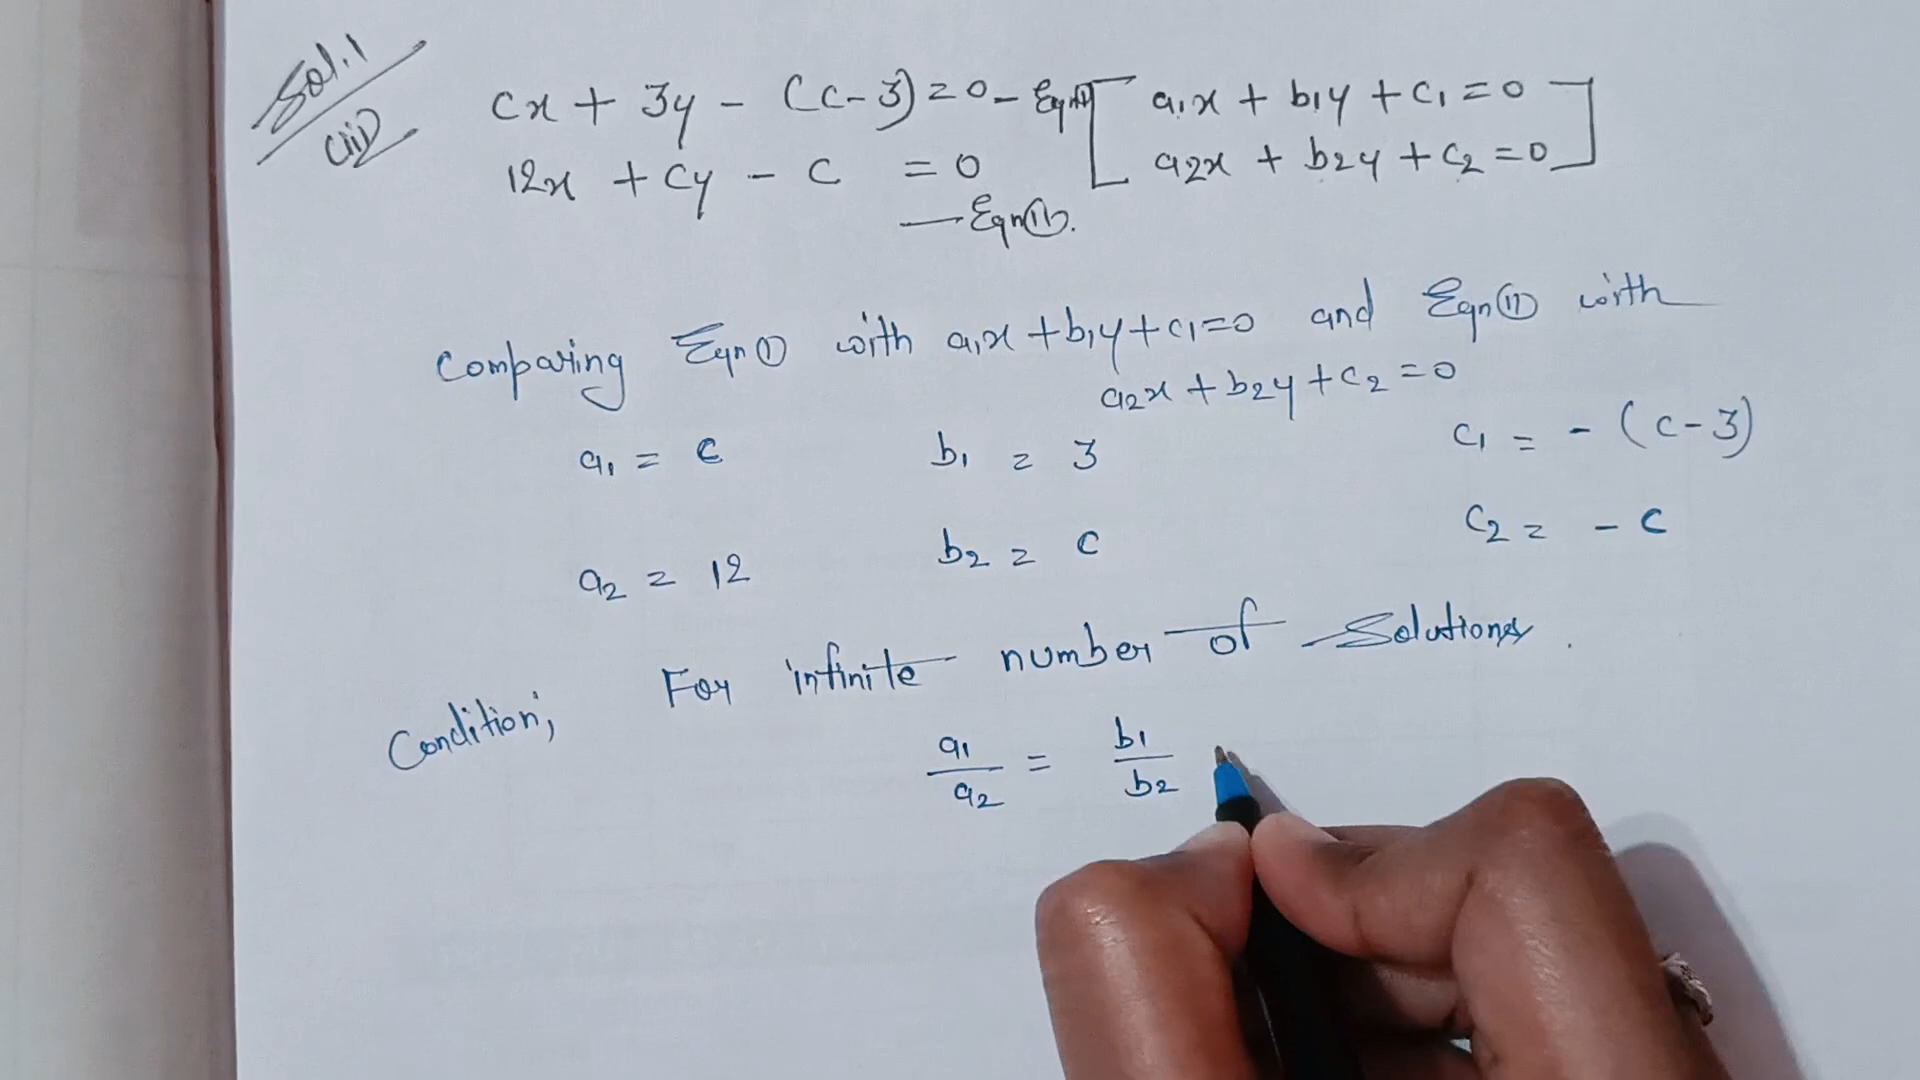 Sol.1
(iii)
cx + 3y - (c-3) = 0 - Eqn(I) [ a1x + b1y + c1 = 0
12x + cy - c = 0 a2x + b2y + c2 = 0 ]
— Eqn(II).
Comparing Eqn(I) with a1x + b1y + c1 = 0 and Eqn(II) with
a2x + b2y + c2 = 0
a1 = c b1 = 3 c1 = - (c-3)
a2 = 12 b2 = c c2 = - c
Condition; For infinite number of Solutions.
a1/a2 = b1/b2